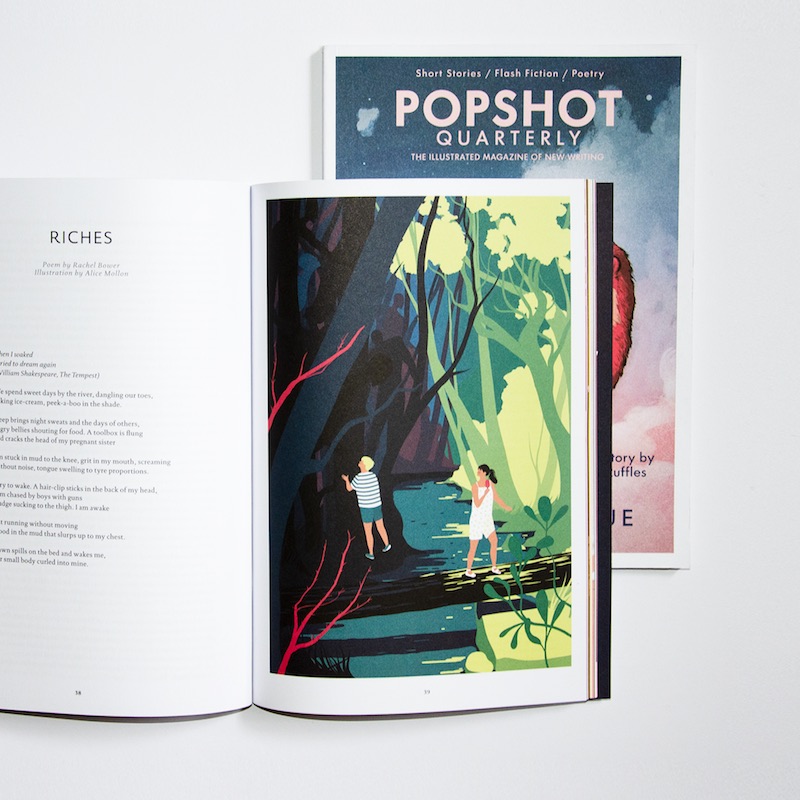 Short Stories / Flash Fiction / Poetry
POPSHOT
QUARTERLY
THE ILLUSTRATED MAGAZINE OF NEW WRITING
tory by
uffles
UE
RICHES
Poem by Rachel Bower
Illustration by Alice Mollon
hen I waked
ried to dream again
William Shakespeare, The Tempest)
e spend sweet days by the river, dangling our toes,
king ice-cream, peek-a-boo in the shade.
eep brings night sweats and the days of others,
gry bellies shouting for food. A toolbox is flung
d cracks the head of my pregnant sister
n stuck in mud to the knee, grit in my mouth, screaming
ithout noise, tongue swelling to tyre proportions.
ry to wake. A hair-clip sticks in the back of my head,
m chased by boys with guns
udge sucking to the thigh. I am awake
t running without moving
ood in the mud that slurps up to my chest.
wn spills on the bed and wakes me,
r small body curled into mine.
38
39